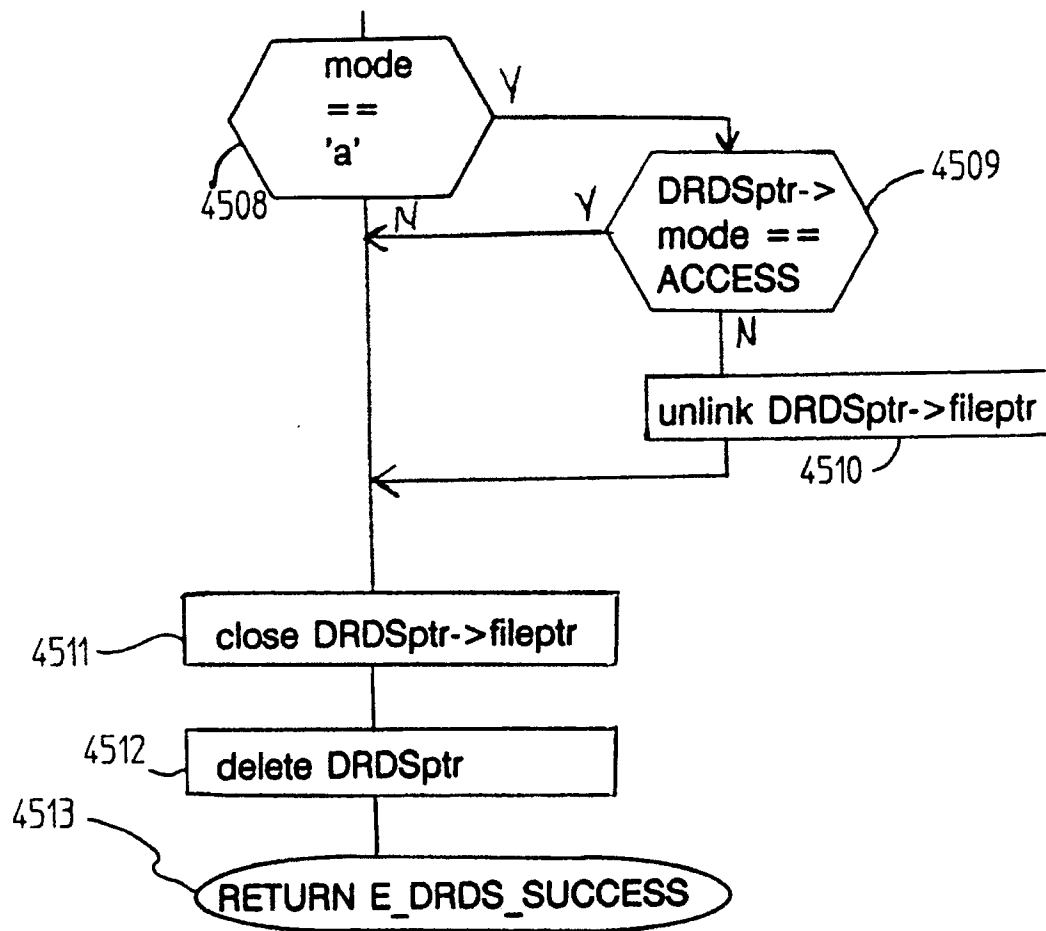 mode
==
'a'
Y
4508
N
Y
DRDSptr->
mode ==
ACCESS
4509
N
unlink DRDSptr->fileptr
4510
close DRDSptr->fileptr
4511
delete DRDSptr
4512
4513
RETURN E_DRDS_SUCCESS